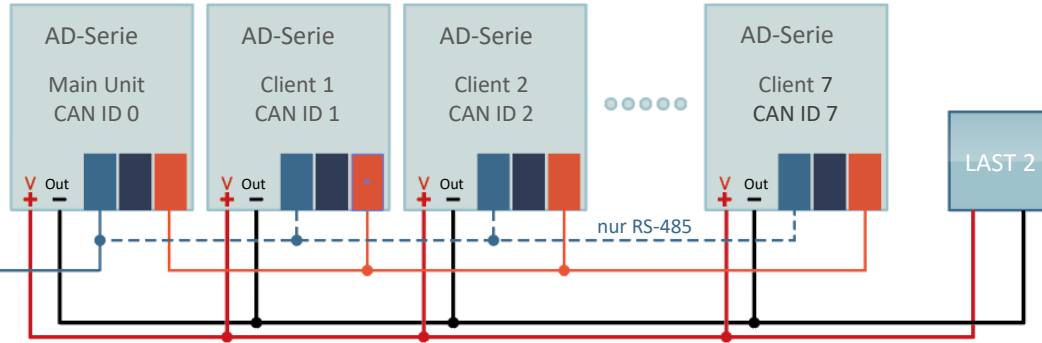 AD-Serie
Main Unit
CAN ID 0
V Out
+ −
AD-Serie
Client 1
CAN ID 1
V Out
+ −
AD-Serie
Client 2
CAN ID 2
V Out
+ −
AD-Serie
Client 7
CAN ID 7
V Out
+ −
LAST 2
nur RS-485